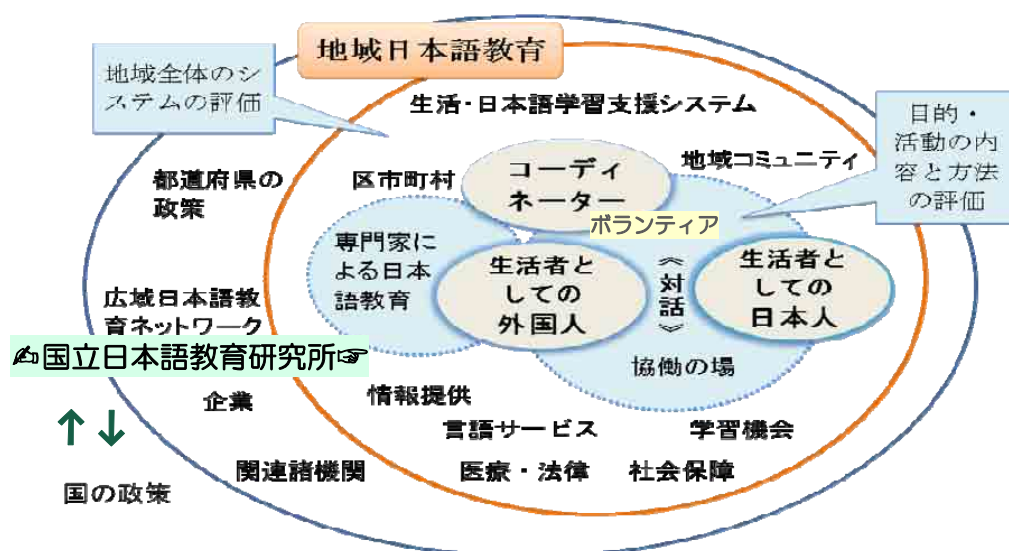 地域日本語教育
地域全体のシ
ステムの評価
生活・日本語学習支援システム
目的・
活動の内
容と方法
の評価
都道府県の
政策
区市町村
コーディ
ネーター
地域コミュニティ
ボランティア
専門家に
よる日本
語教育
生活者と
しての
外国人
《対話》
生活者と
しての
日本人
広域日本語教
育ネットワーク
✍国立日本語教育研究所☞
協働の場
企業
情報提供
言語サービス
学習機会
↑↓
関連諸機関
医療・法律
社会保障
国の政策